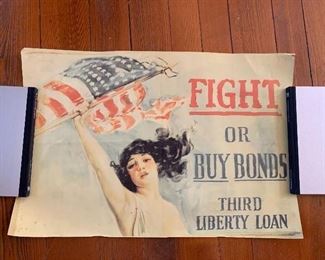 FIGHT
OR
BUY BONDS
THIRD
LIBERTY LOAN